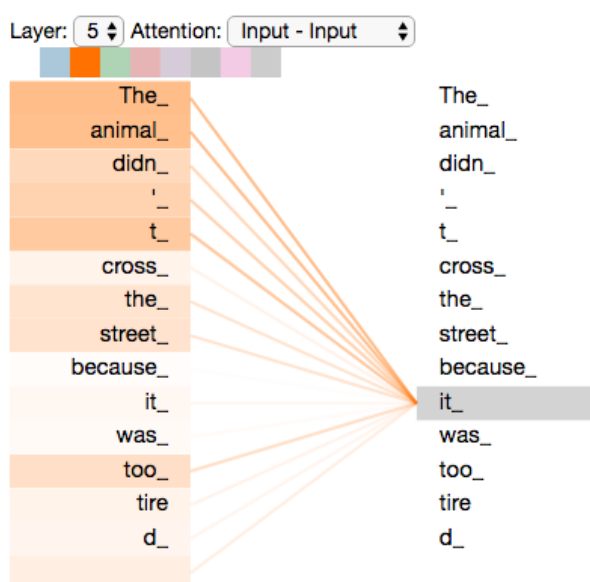 Layer: 5 Attention: Input - Input
The_ The_
animal_ animal_
didn_ didn_
'_ '_
t_ t_
cross_ cross_
the_ the_
street_ street_
because_ because_
it_ it_
was_ was_
too_ too_
tire tire
d_ d_